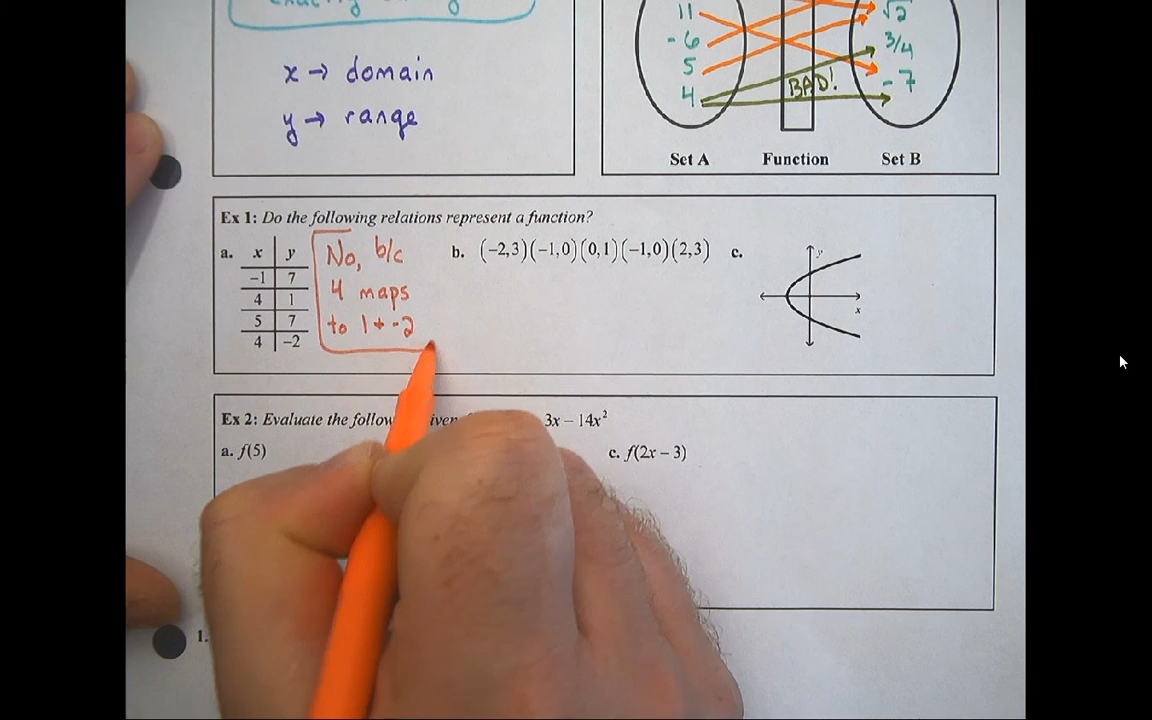 11
√2
-6
3/4
5
-7
4
BAD!
x → domain
y → range
Set A Function Set B
Ex 1: Do the following relations represent a function?
a. x y
-1 7
4 1
5 7
4 -2
No, b/c
4 maps
to 1 + -2
b. (-2,3)(-1,0)(0,1)(-1,0)(2,3)
c.
y
x
Ex 2: Evaluate the 3x - 14x²
a. f(5)
c. f(2x - 3)
1.